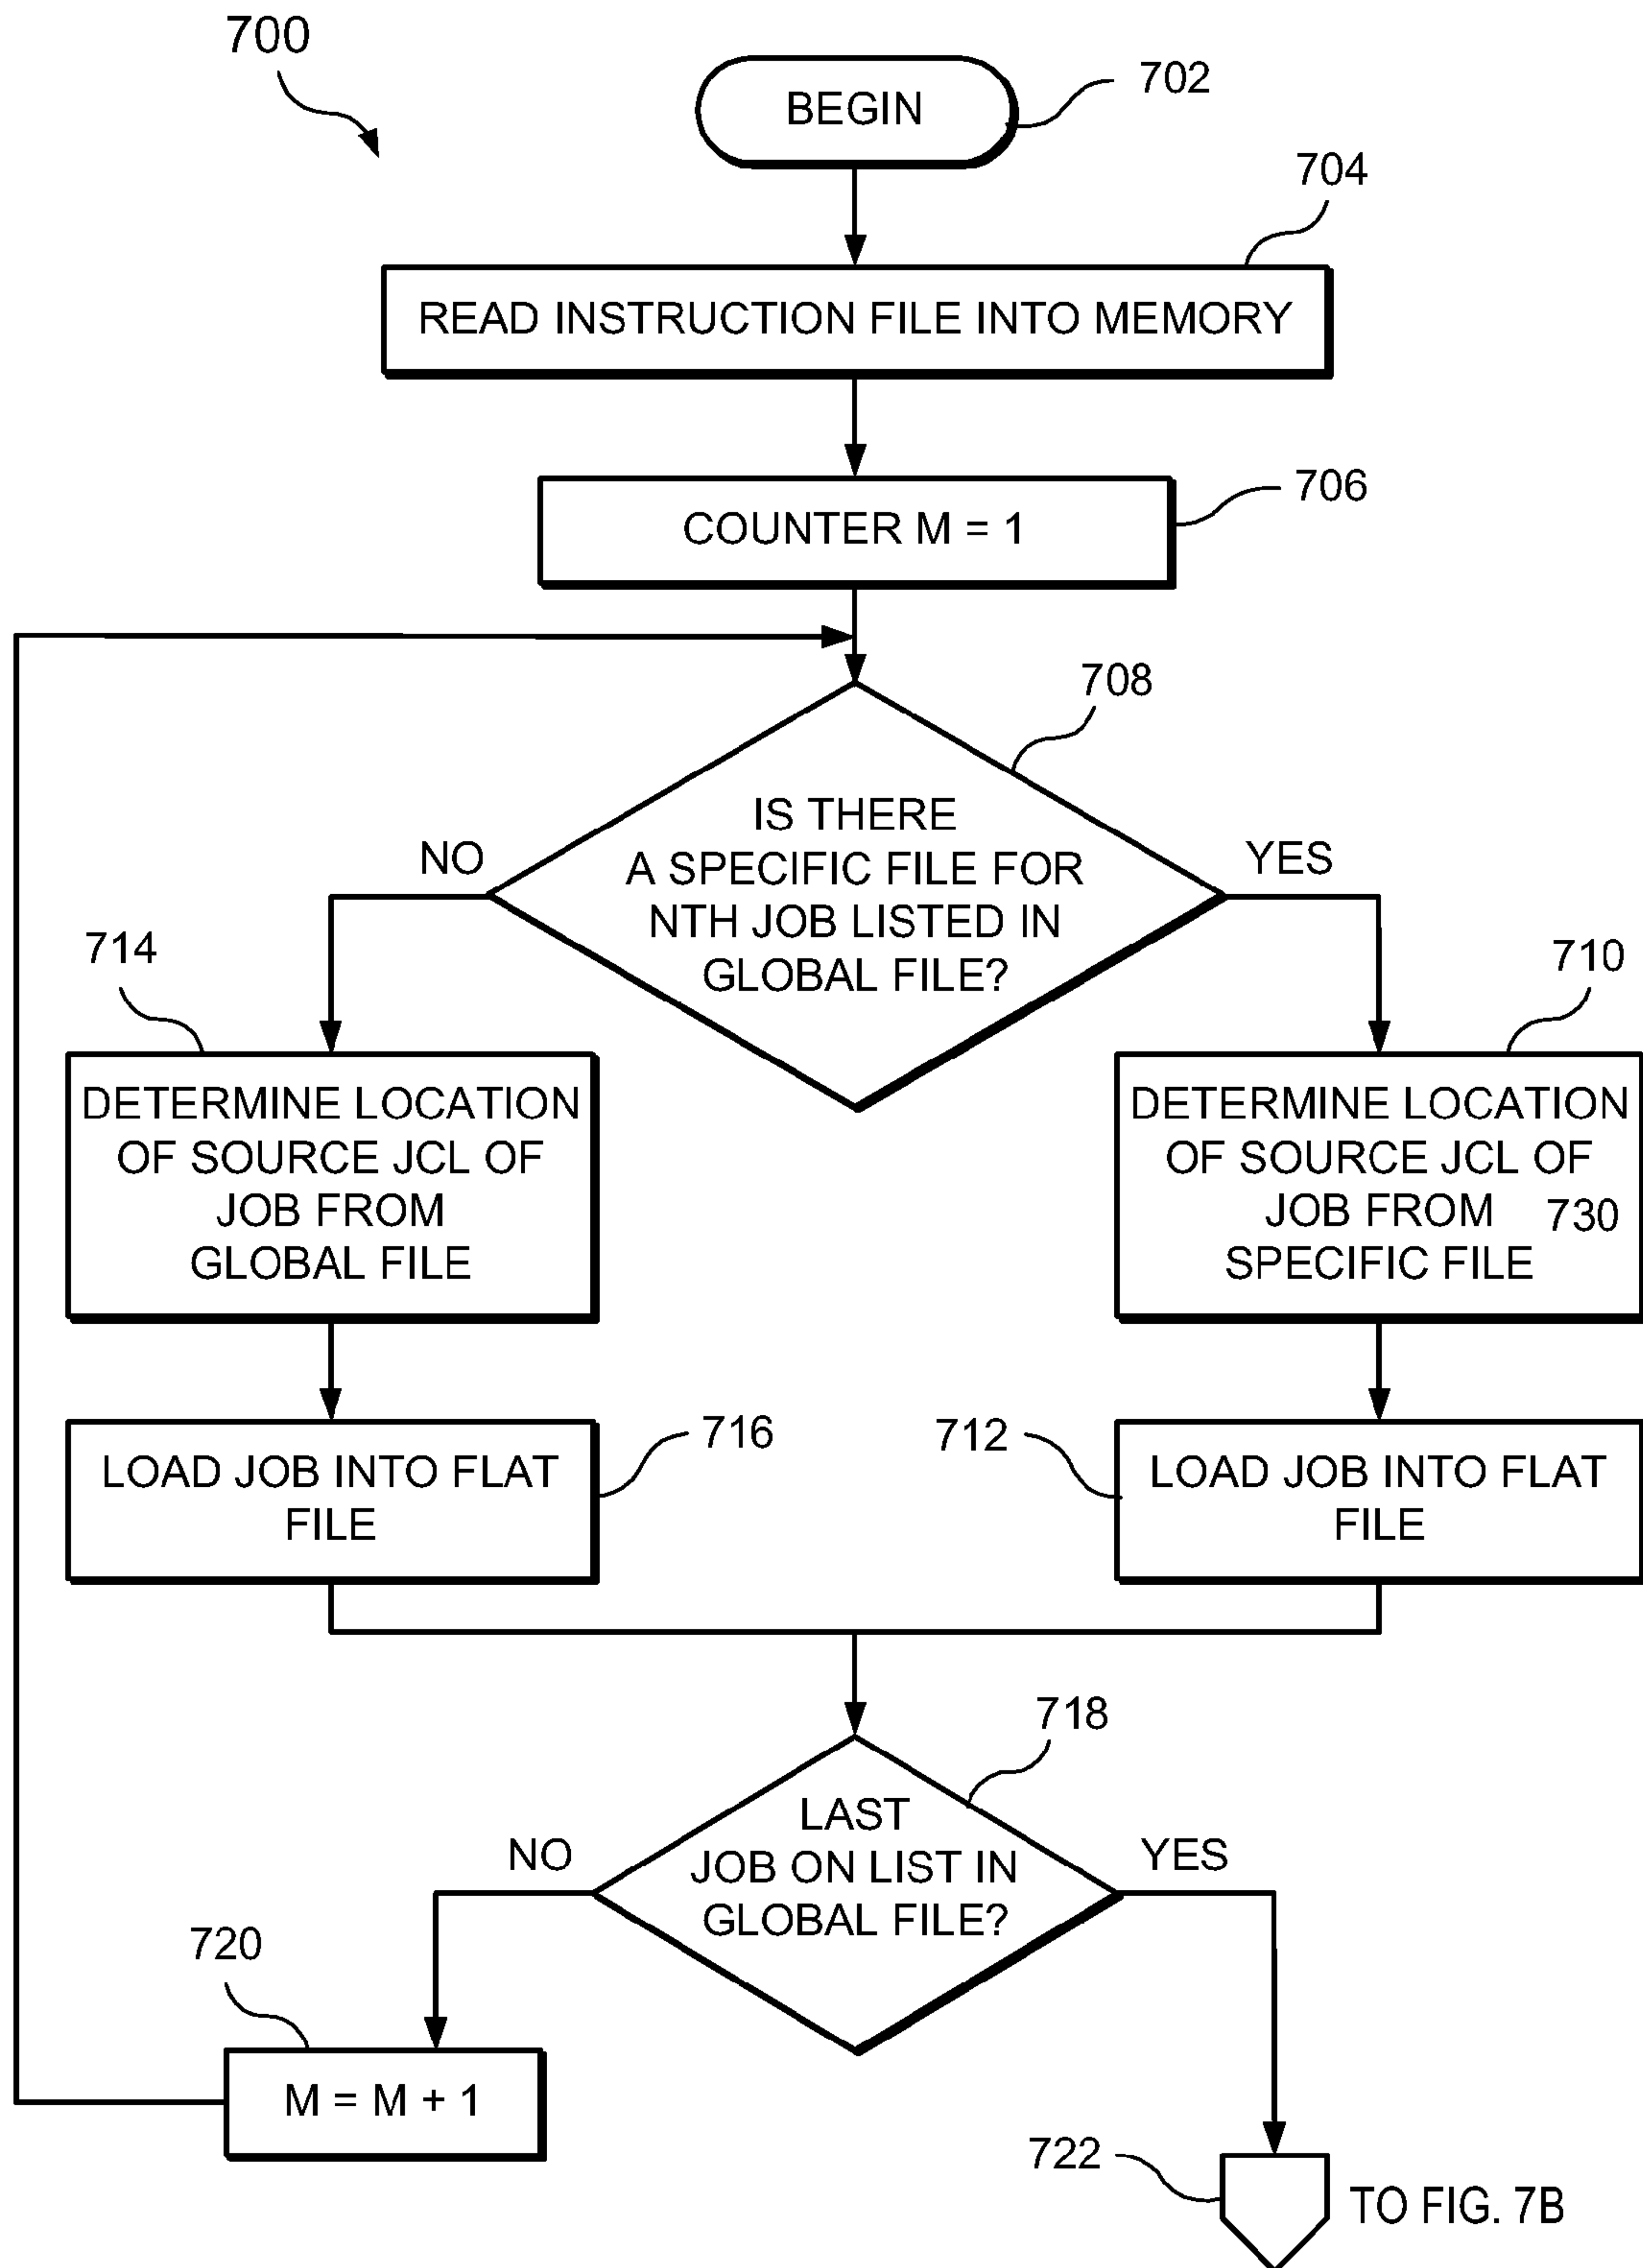 700
BEGIN
702
704
READ INSTRUCTION FILE INTO MEMORY
706
COUNTER M = 1
708
IS THERE
A SPECIFIC FILE FOR
NTH JOB LISTED IN
GLOBAL FILE?
NO
YES
714
710
DETERMINE LOCATION
OF SOURCE JCL OF
JOB FROM
GLOBAL FILE
DETERMINE LOCATION
OF SOURCE JCL OF
JOB FROM 730
SPECIFIC FILE
716
LOAD JOB INTO FLAT
FILE
712
LOAD JOB INTO FLAT
FILE
718
LAST
JOB ON LIST IN
GLOBAL FILE?
NO
YES
720
M = M + 1
722
TO FIG. 7B